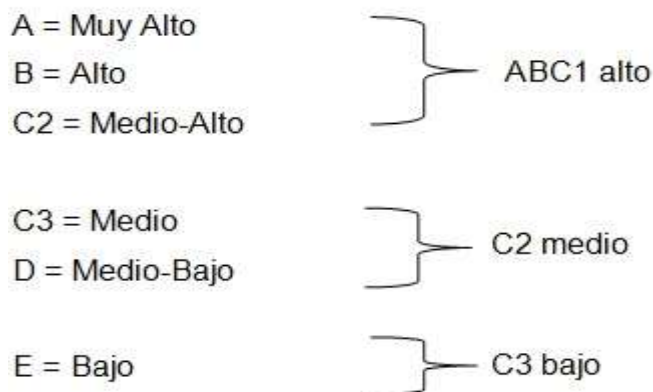 A = Muy Alto
B = Alto
ABC1 alto
C2 = Medio-Alto
C3 = Medio
C2 medio
D = Medio-Bajo
E = Bajo
C3 bajo